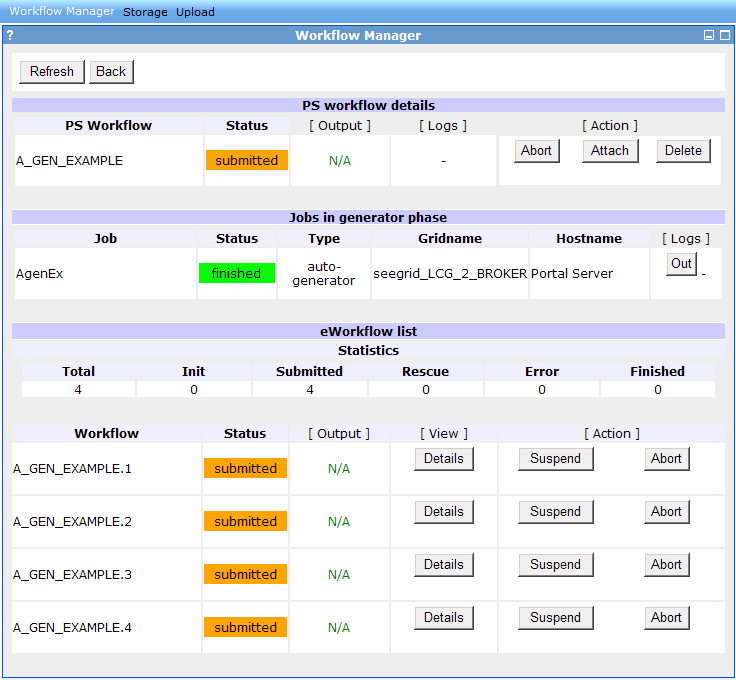 Workflow Manager Storage Upload
? Workflow Manager
Refresh Back
PS workflow details
PS Workflow Status [ Output ] [ Logs ] [ Action ]
A_GEN_EXAMPLE submitted N/A - Abort Attach Delete
Jobs in generator phase
Job Status Type Gridname Hostname [ Logs ]
AgenEx finished auto-generator seegrid_LCG_2_BROKER Portal Server Out -
eWorkflow list
Statistics
Total Init Submitted Rescue Error Finished
4 0 4 0 0 0
Workflow Status [ Output ] [ View ] [ Action ]
A_GEN_EXAMPLE.1 submitted N/A Details Suspend Abort
A_GEN_EXAMPLE.2 submitted N/A Details Suspend Abort
A_GEN_EXAMPLE.3 submitted N/A Details Suspend Abort
A_GEN_EXAMPLE.4 submitted N/A Details Suspend Abort